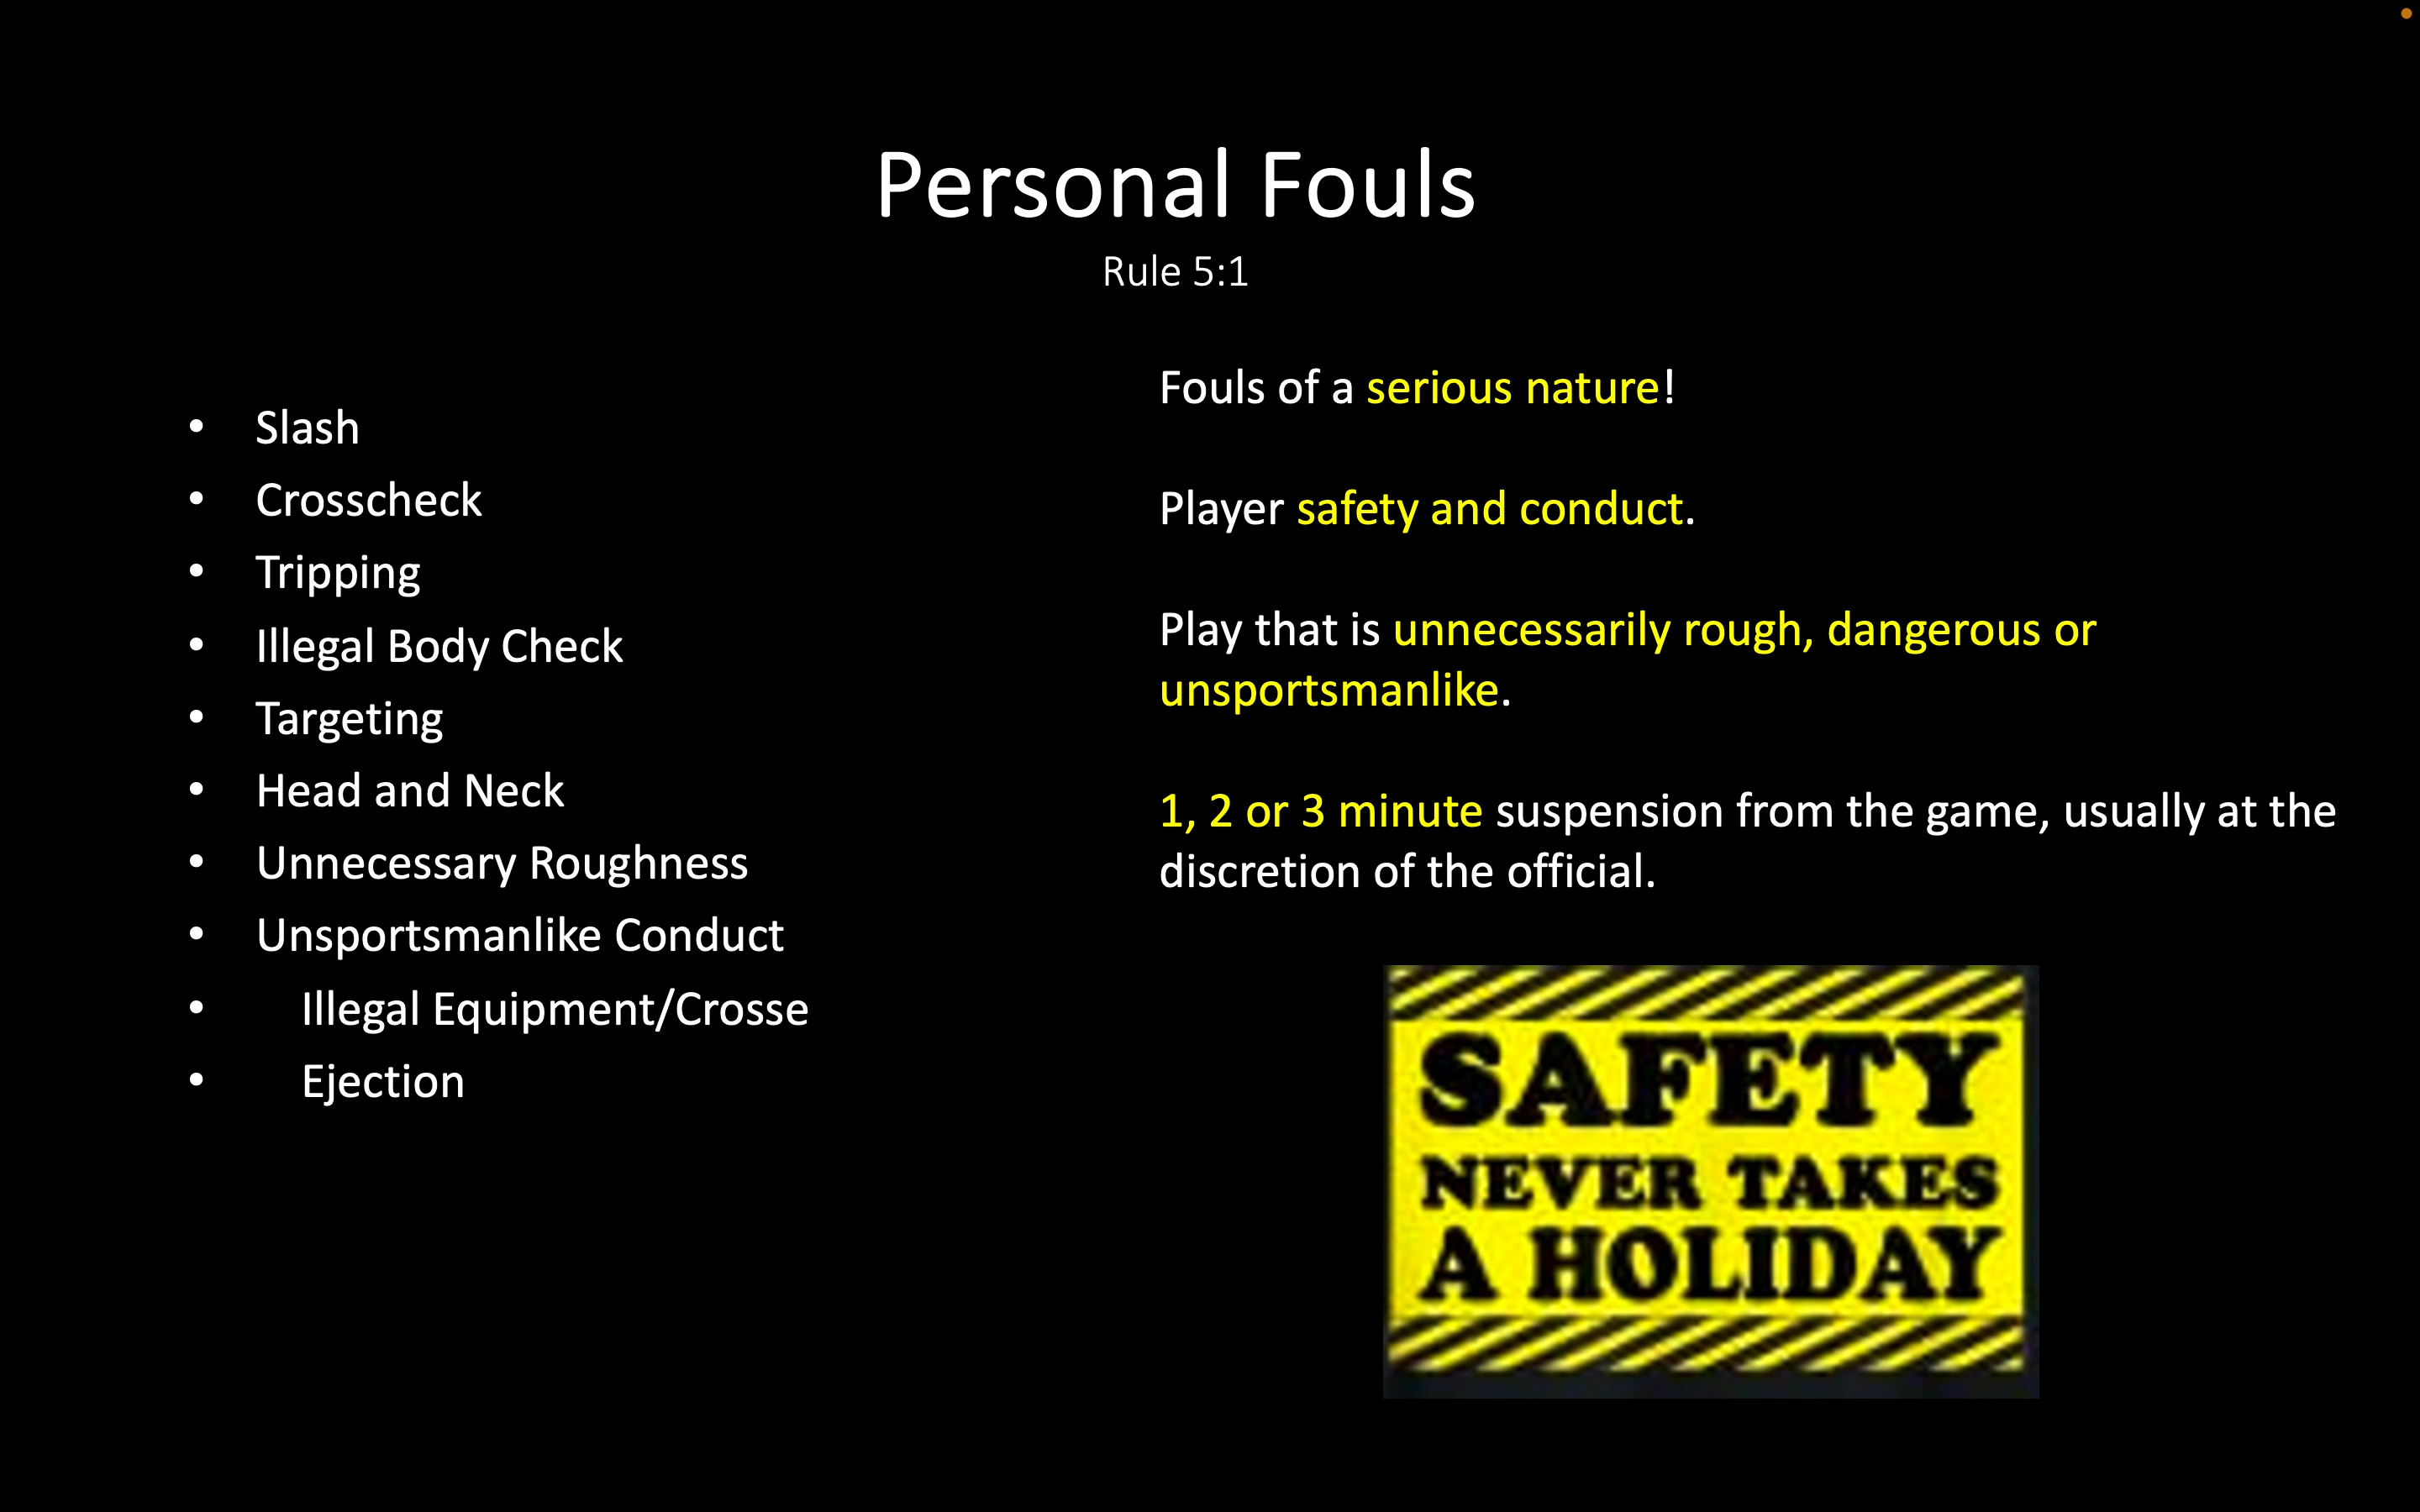 Personal Fouls
Rule 5:1
• Slash
• Crosscheck
• Tripping
• Illegal Body Check
• Targeting
• Head and Neck
• Unnecessary Roughness
• Unsportsmanlike Conduct
• Illegal Equipment/Crosse
• Ejection
Fouls of a serious nature!
Player safety and conduct.
Play that is unnecessarily rough, dangerous or
unsportsmanlike.
1, 2 or 3 minute suspension from the game, usually at the
discretion of the official.
SAFETY
NEVER TAKES
A HOLIDAY